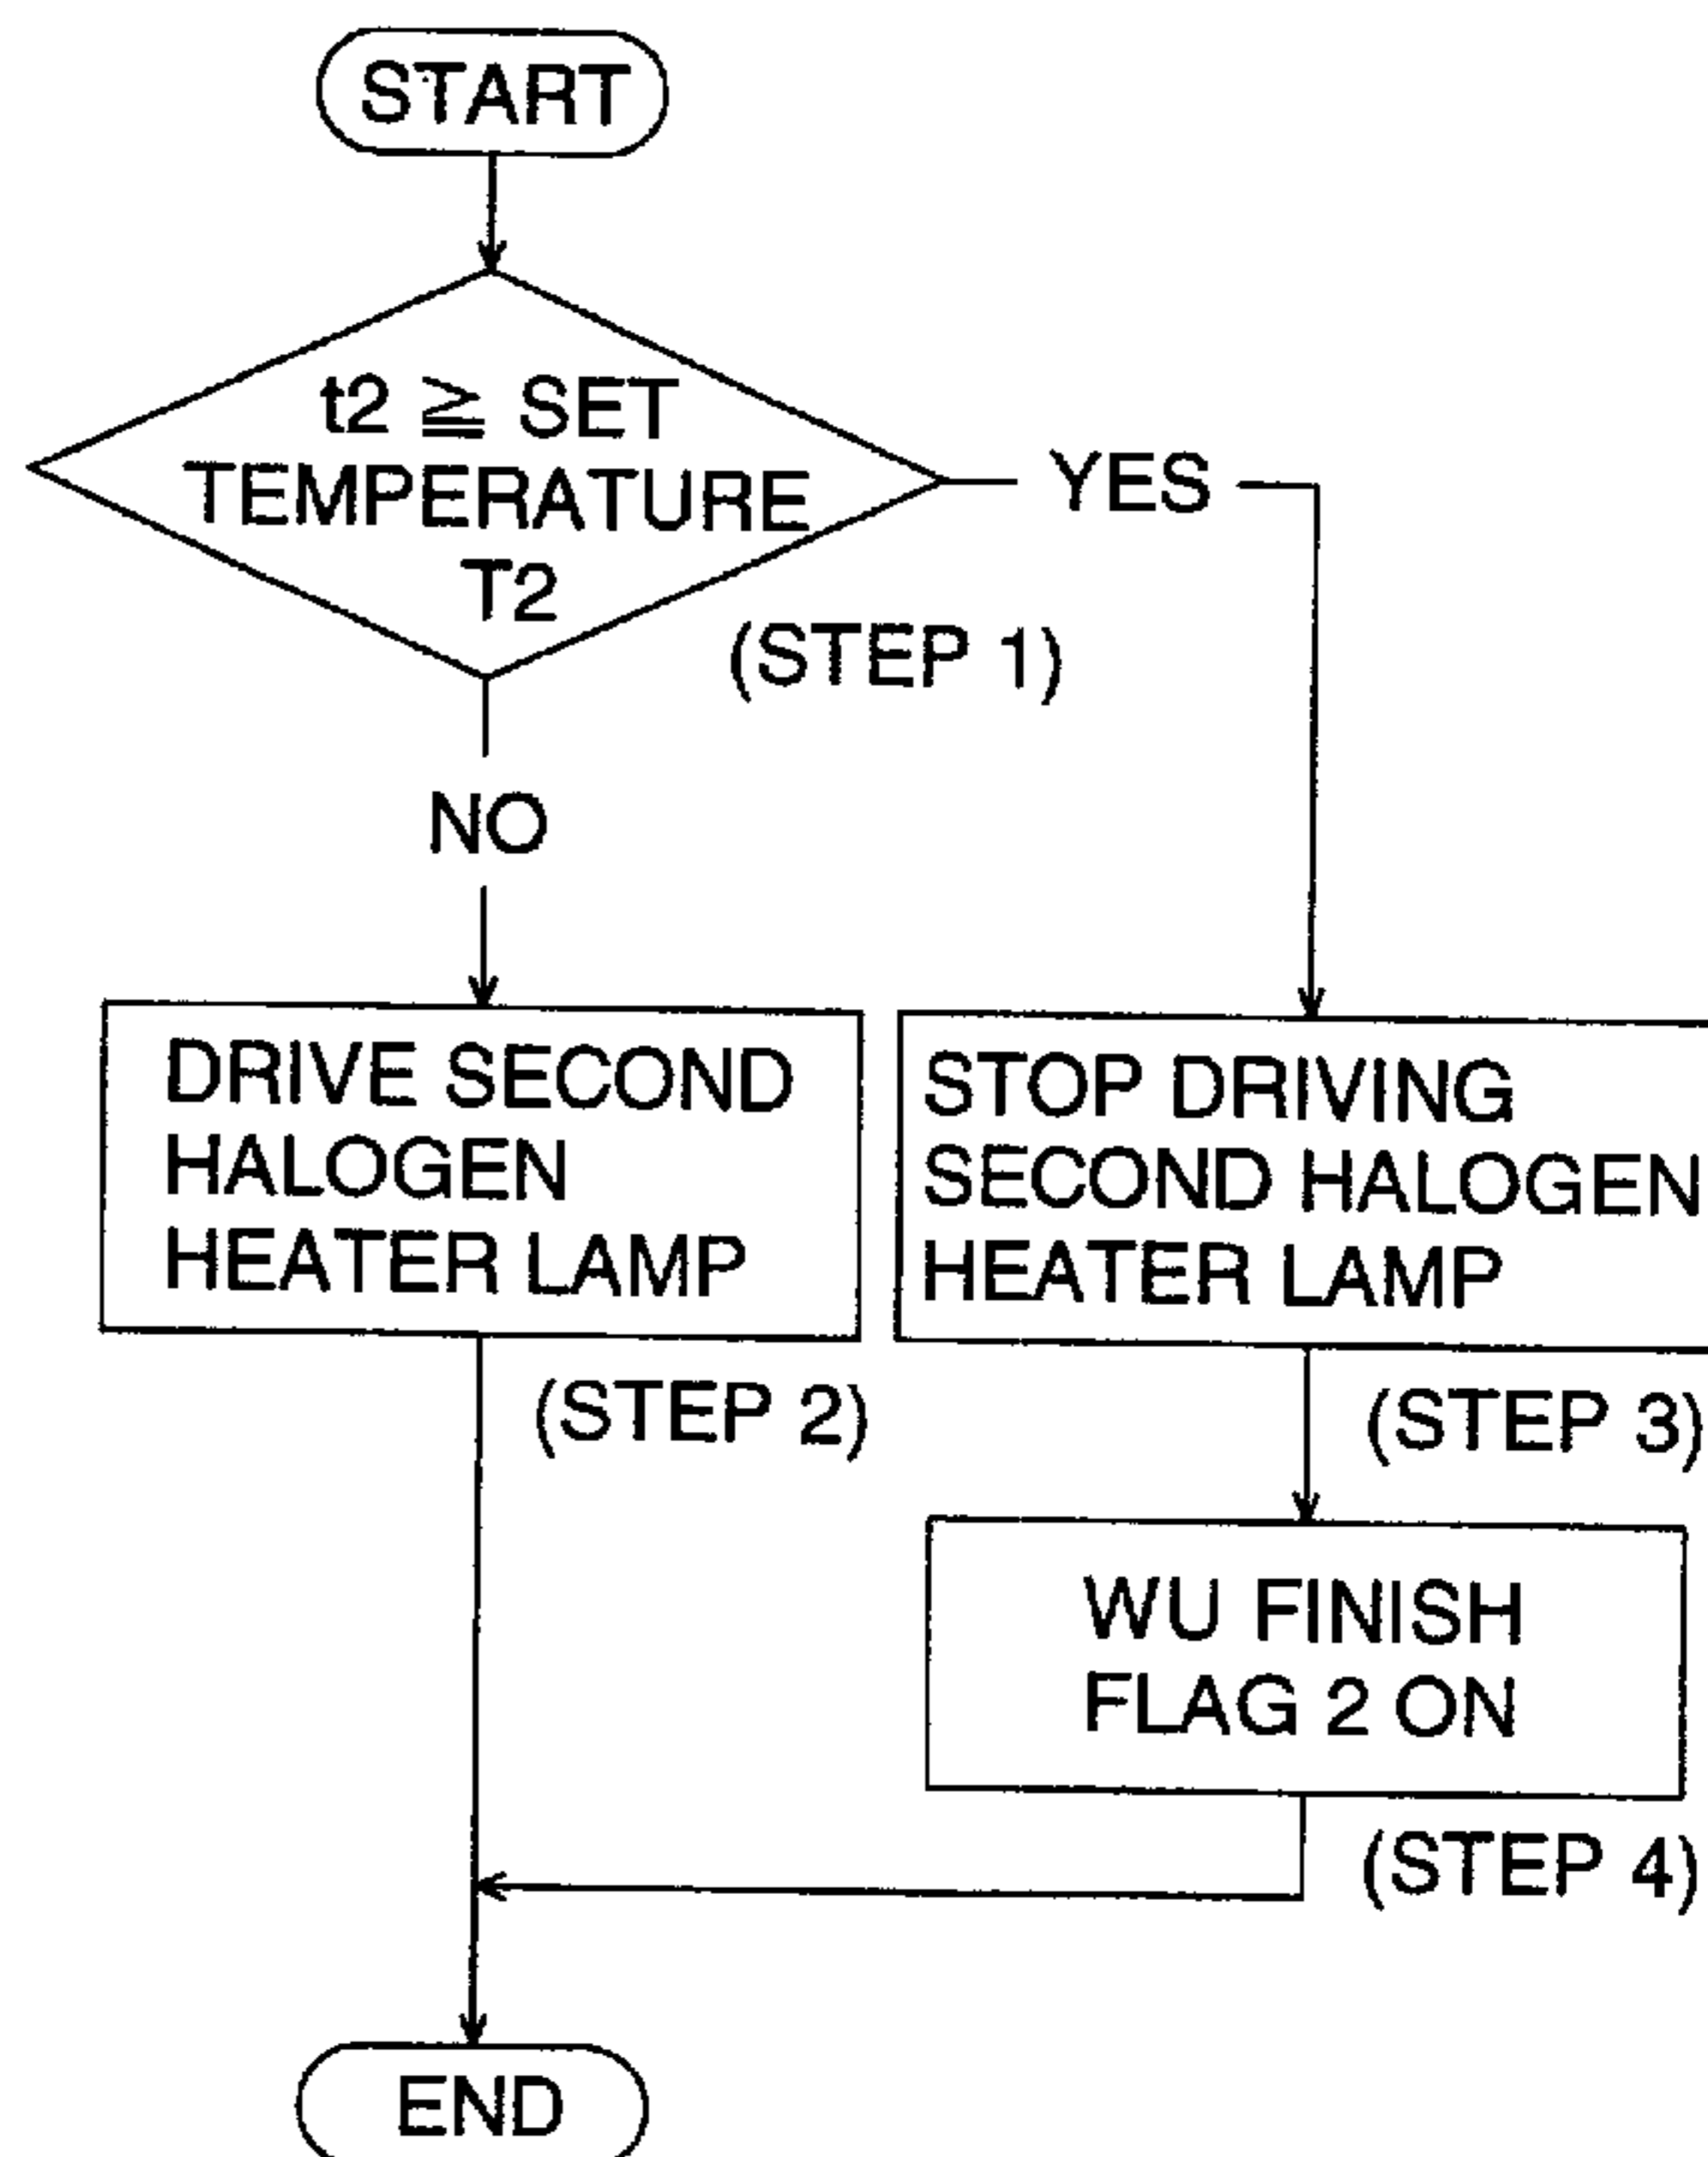 START
t2 ≧ SET
TEMPERATURE
T2
YES
(STEP 1)
NO
DRIVE SECOND
HALOGEN
HEATER LAMP
(STEP 2)
STOP DRIVING
SECOND HALOGEN
HEATER LAMP
(STEP 3)
WU FINISH
FLAG 2 ON
(STEP 4)
END